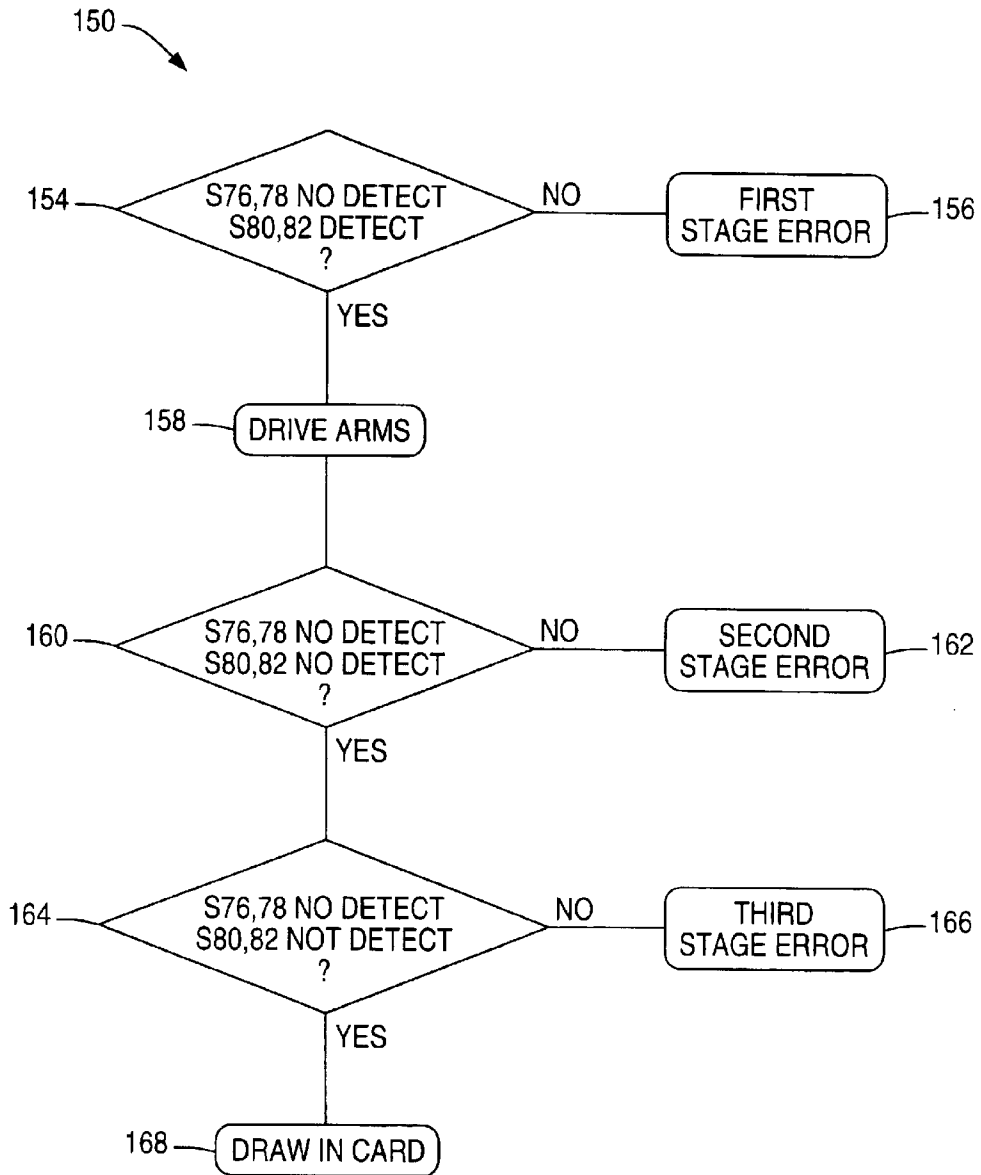 150
154
S76,78 NO DETECT
S80,82 DETECT
?
NO
FIRST
STAGE ERROR
156
YES
158
DRIVE ARMS
160
S76,78 NO DETECT
S80,82 NO DETECT
?
NO
SECOND
STAGE ERROR
162
YES
164
S76,78 NO DETECT
S80,82 NOT DETECT
?
NO
THIRD
STAGE ERROR
166
YES
168
DRAW IN CARD